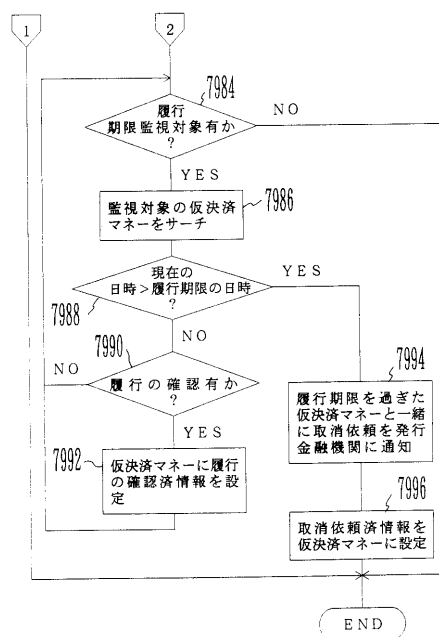 1
2
7984
履行
期限監視対象有か
?
NO
YES
監視対象の仮決済
マネーをサーチ
7986
現在の
日時>履行期限の日時
?
7988
YES
NO
7990
履行の確認有か
?
NO
YES
7992
仮決済マネーに履行
の確認済情報を設
定
7994
履行期限を過ぎた
仮決済マネーと一緒
に取消依頼を発行
金融機関に通知
7996
取消依頼済情報を
仮決済マネーに設定
END